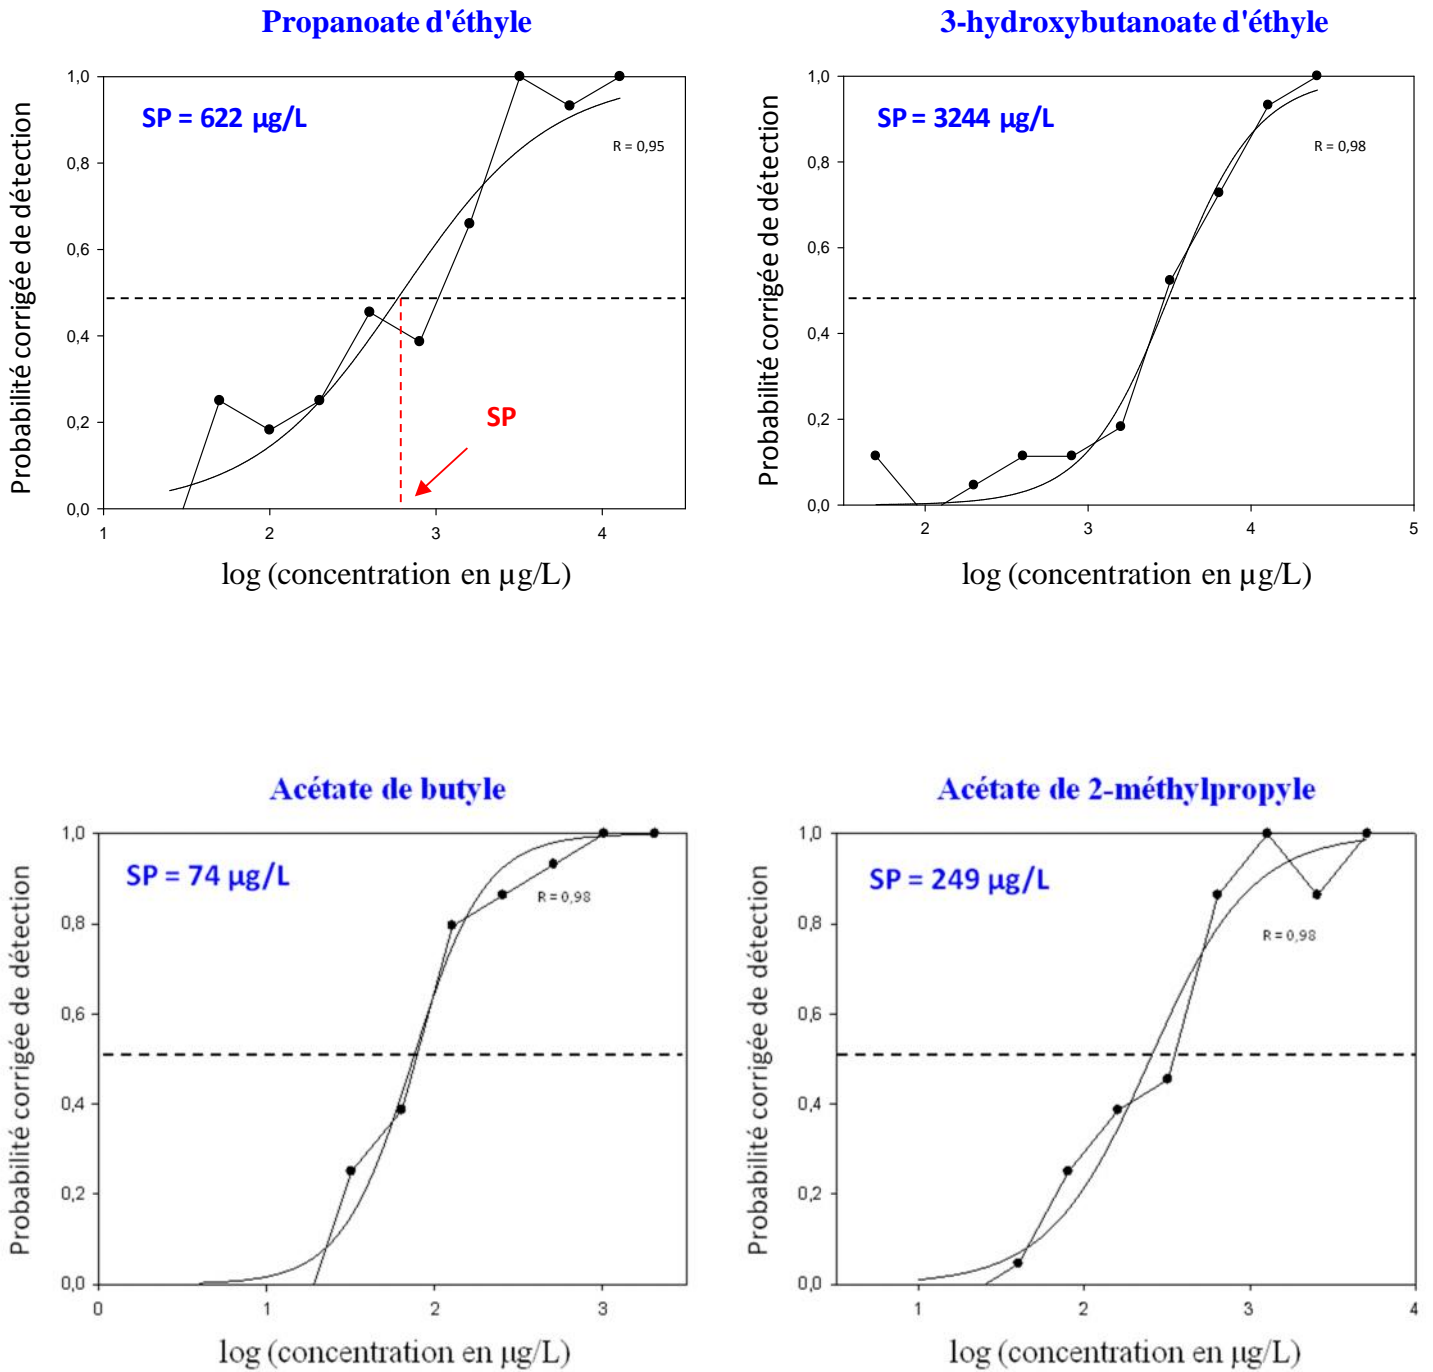 Propanoate d'éthyle
SP = 622 µg/L
R = 0,95
SP
Probabilité corrigée de détection
1,0
0,8
0,6
0,4
0,2
0,0
1
2
3
4
log (concentration en µg/L)
3-hydroxybutanoate d'éthyle
SP = 3244 µg/L
R = 0,98
Probabilité corrigée de détection
1,0
0,8
0,6
0,4
0,2
0,0
2
3
4
5
log (concentration en µg/L)
Acétate de butyle
SP = 74 µg/L
R = 0,98
Probabilité corrigée de détection
1,0
0,8
0,6
0,4
0,2
0,0
0
1
2
3
log (concentration en µg/L)
Acétate de 2-méthylpropyle
SP = 249 µg/L
R = 0,98
Probabilité corrigée de détection
1,0
0,8
0,6
0,4
0,2
0,0
1
2
3
4
log (concentration en µg/L)